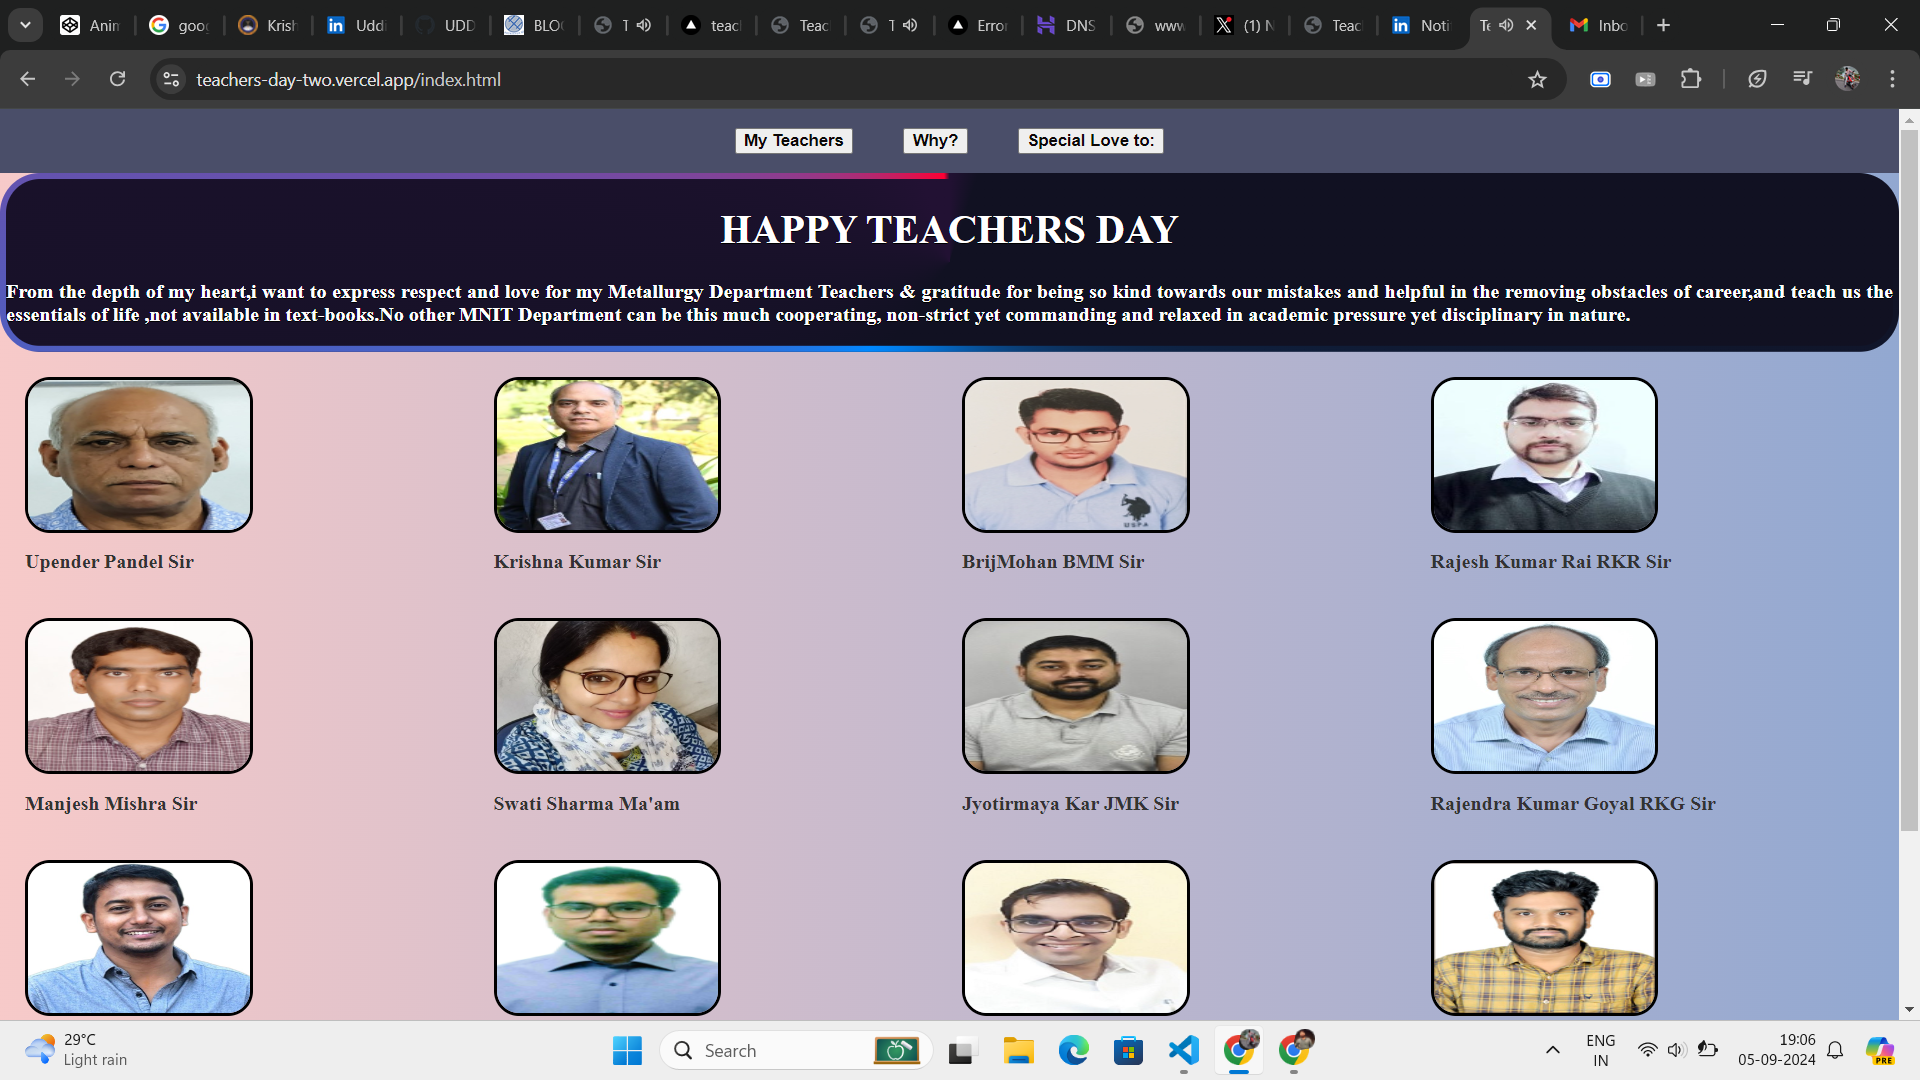 Anim
goog
Krish
Uddi
UDD
BLO
T
teach
Teac
T
Error
DNS
www
(1) N
Teac
Noti
Te
Inbo
teachers-day-two.vercel.app/index.html
My Teachers Why? Special Love to:
HAPPY TEACHERS DAY
From the depth of my heart,i want to express respect and love for my Metallurgy Department Teachers & gratitude for being so kind towards our mistakes and helpful in the removing obstacles of career,and teach us the
essentials of life ,not available in text-books.No other MNIT Department can be this much cooperating, non-strict yet commanding and relaxed in academic pressure yet disciplinary in nature.
USPA
Upender Pandel Sir
Krishna Kumar Sir
BrijMohan BMM Sir
Rajesh Kumar Rai RKR Sir
Manjesh Mishra Sir
Swati Sharma Ma'am
Jyotirmaya Kar JMK Sir
Rajendra Kumar Goyal RKG Sir
29°C
Light rain
Search
ENG
IN
19:06
05-09-2024
PRE